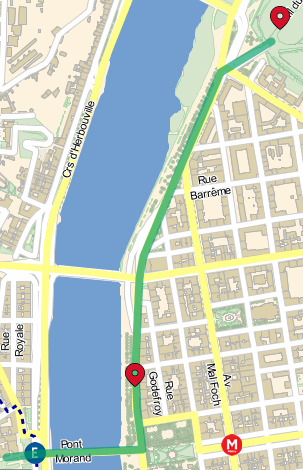 Crs d'Herbouville
Rue
Barrême
Rue
Royale
Rue
Godefroy
Av
Mal Foch
Pont
Morand
E
M